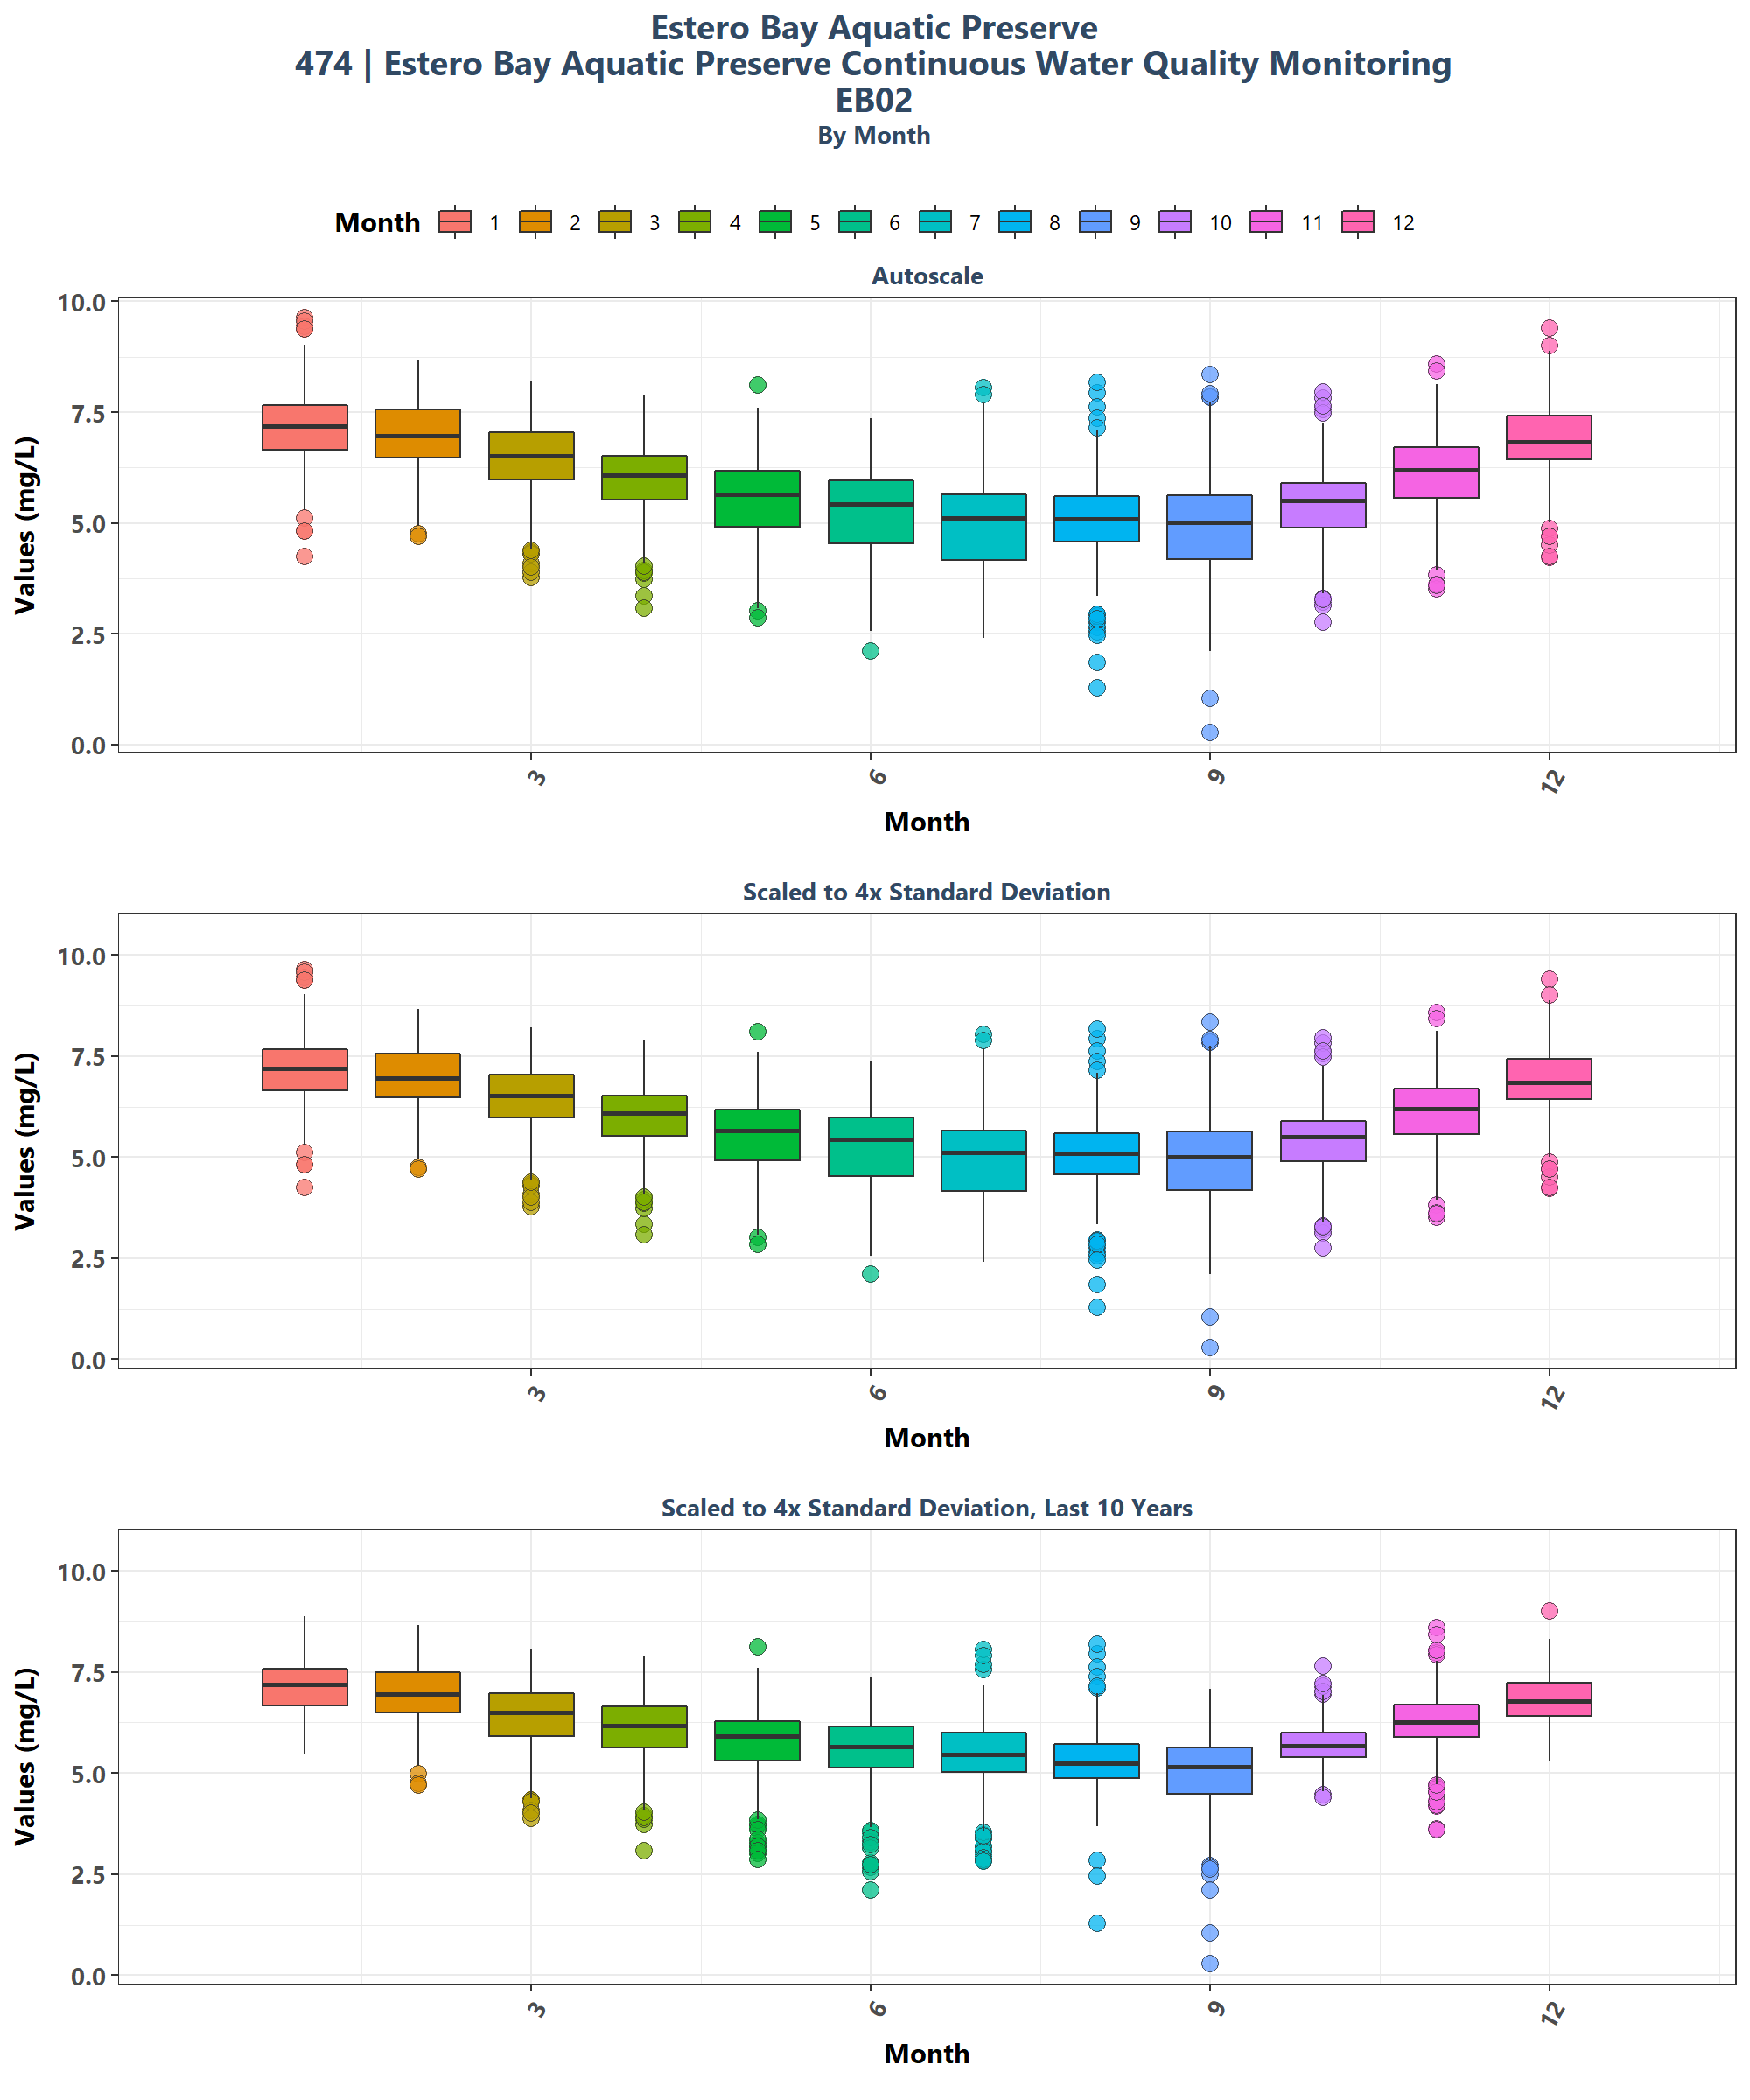 Estero Bay Aquatic Preserve
474 | Estero Bay Aquatic Preserve Continuous Water Quality Monitoring
EB02
By Month
Month 1 2 3 4 5 6 7 8 9 10 11 12
Autoscale
Values (mg/L)
10.0
7.5
5.0
2.5
0.0
3 6 9 12
Month
Scaled to 4x Standard Deviation
Values (mg/L)
10.0
7.5
5.0
2.5
0.0
3 6 9 12
Month
Scaled to 4x Standard Deviation, Last 10 Years
Values (mg/L)
10.0
7.5
5.0
2.5
0.0
3 6 9 12
Month